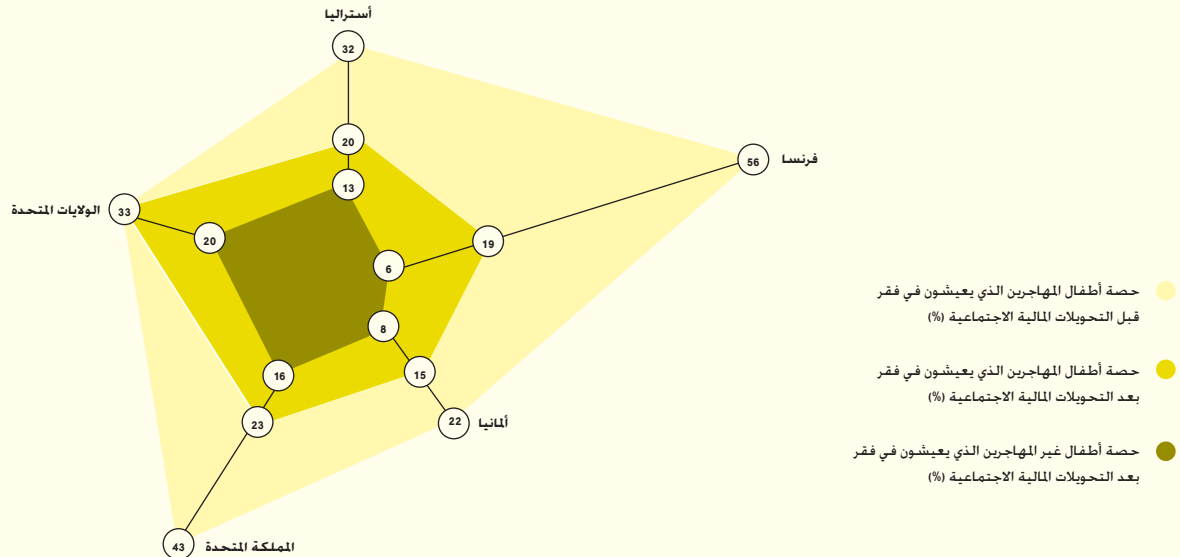 أستراليا
32
20
13
فرنسا
56
19
6
الولايات المتحدة
33
20
8
15
22
ألمانيا
16
23
43
المملكة المتحدة
حصة أطفال المهاجرين الذي يعيشون في فقر
قبل التحويلات المالية الاجتماعية (%)
حصة أطفال المهاجرين الذي يعيشون في فقر
بعد التحويلات المالية الاجتماعية (%)
حصة أطفال غير المهاجرين الذي يعيشون في فقر
بعد التحويلات المالية الاجتماعية (%)